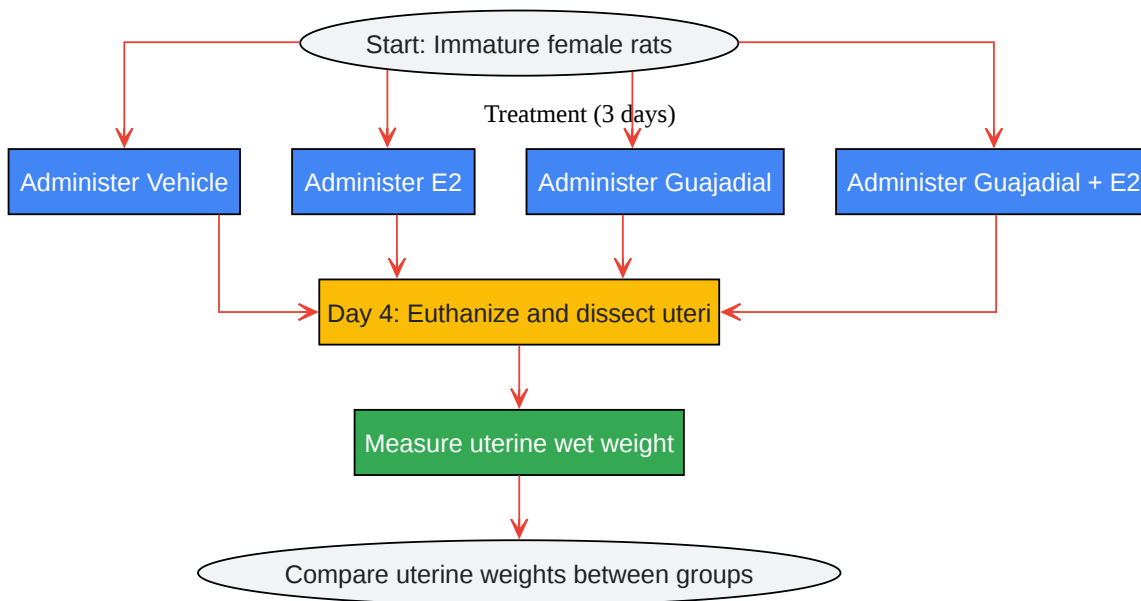 Start: Immature female rats
Treatment (3 days)
Administer Vehicle
Administer E2
Administer Guajadial
Administer Guajadial + E2
Day 4: Euthanize and dissect uteri
Measure uterine wet weight
Compare uterine weights between groups